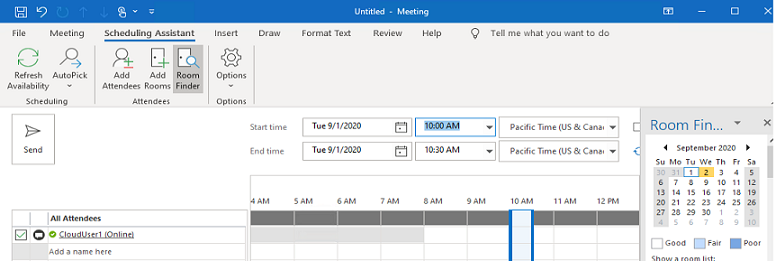 Untitled - Meeting
File Meeting Scheduling Assistant Insert Draw Format Text Review Help Tell me what you want to do
Refresh Availability
AutoPick
Add Attendees
Add Rooms
Room Finder
Options
Scheduling Attendees Options
Send
Start time Tue 9/1/2020 10:00 AM Pacific Time (US & Cana
End time Tue 9/1/2020 10:30 AM Pacific Time (US & Cana
4 AM 5 AM 6 AM 7 AM 8 AM 9 AM 10 AM 11 AM 12 PM
All Attendees
CloudUser1 (Online)
Add a name here
Room Fin...
September 2020
Su Mo Tu We Th Fr Sa
30 31 1 2 3 4 5
6 7 8 9 10 11 12
13 14 15 16 17 18 19
20 21 22 23 24 25 26
27 28 29 30 1 2 3
4 5 6 7 8 9 10
Good Fair Poor
Show a room list: